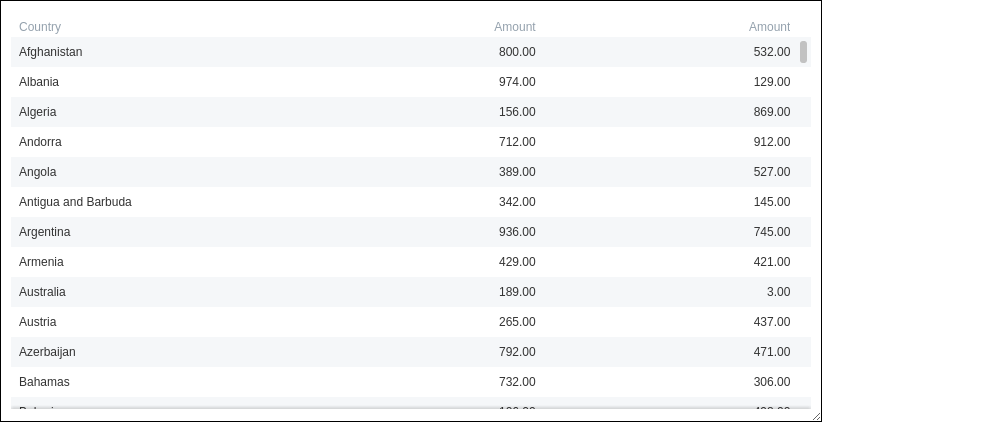 Country Amount Amount
Afghanistan 800.00 532.00
Albania 974.00 129.00
Algeria 156.00 869.00
Andorra 712.00 912.00
Angola 389.00 527.00
Antigua and Barbuda 342.00 145.00
Argentina 936.00 745.00
Armenia 429.00 421.00
Australia 189.00 3.00
Austria 265.00 437.00
Azerbaijan 792.00 471.00
Bahamas 732.00 306.00